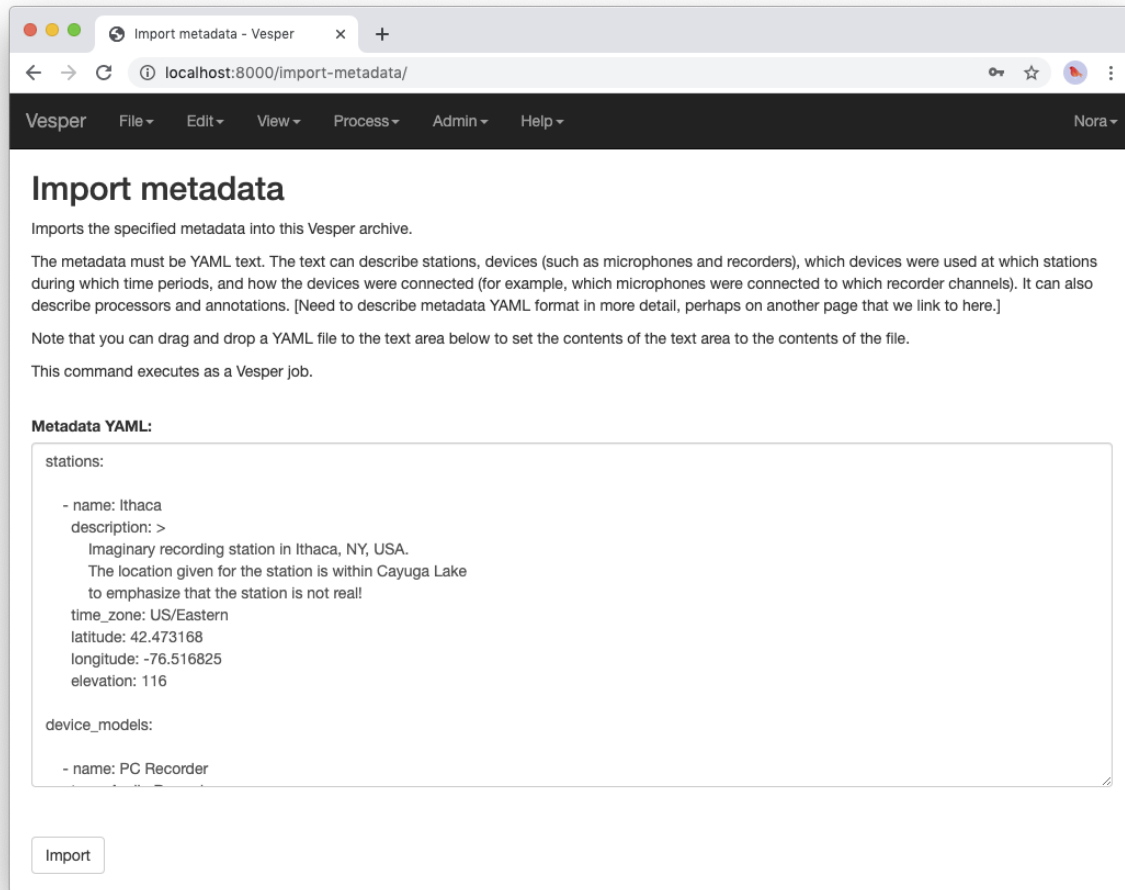 Import metadata - Vesper
localhost:8000/import-metadata/
Vesper File Edit View Process Admin Help Nora
Import metadata
Imports the specified metadata into this Vesper archive.
The metadata must be YAML text. The text can describe stations, devices (such as microphones and recorders), which devices were used at which stations
during which time periods, and how the devices were connected (for example, which microphones were connected to which recorder channels). It can also
describe processors and annotations. [Need to describe metadata YAML format in more detail, perhaps on another page that we link to here.]
Note that you can drag and drop a YAML file to the text area below to set the contents of the text area to the contents of the file.
This command executes as a Vesper job.
Metadata YAML:
stations:
- name: Ithaca
description: >
Imaginary recording station in Ithaca, NY, USA.
The location given for the station is within Cayuga Lake
to emphasize that the station is not real!
time_zone: US/Eastern
latitude: 42.473168
longitude: -76.516825
elevation: 116
device_models:
- name: PC Recorder
Import